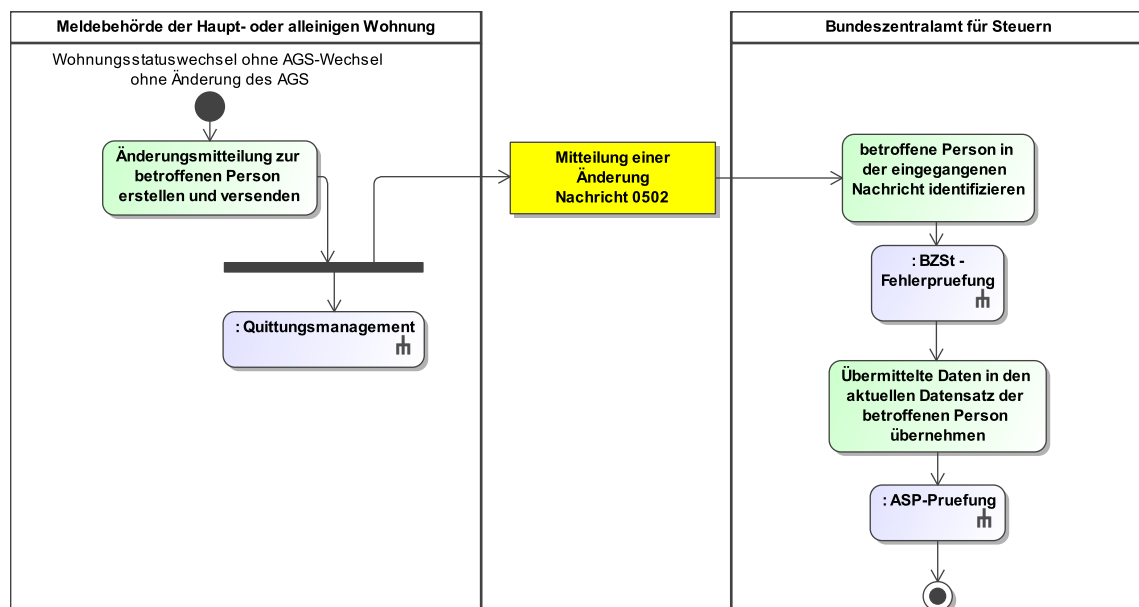 Meldebehörde der Haupt- oder alleinigen Wohnung
Wohnungsstatuswechsel ohne AGS-Wechsel
ohne Änderung des AGS
Änderungsmitteilung zur
betroffenen Person
erstellen und versenden
: Quittungsmanagement
Mitteilung einer
Änderung
Nachricht 0502
Bundeszentralamt für Steuern
betroffene Person in
der eingegangenen
Nachricht identifizieren
: BZSt -
Fehlerpruefung
Übermittelte Daten in den
aktuellen Datensatz der
betroffenen Person
übernehmen
: ASP-Pruefung